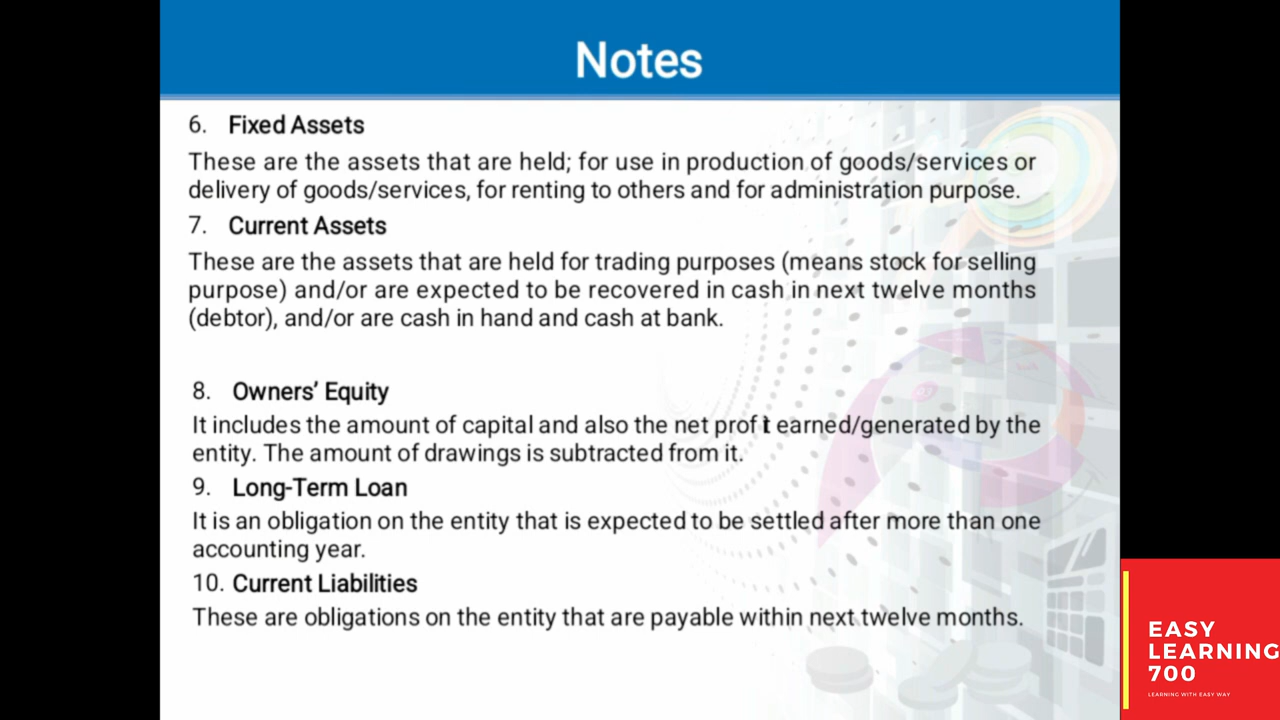 Notes
6. Fixed Assets
These are the assets that are held; for use in production of goods/services or
delivery of goods/services, for renting to others and for administration purpose.
7. Current Assets
These are the assets that are held for trading purposes (means stock for selling
purpose) and/or are expected to be recovered in cash in next twelve months
(debtor), and/or are cash in hand and cash at bank.
8. Owners’ Equity
It includes the amount of capital and also the net profit earned/generated by the
entity. The amount of drawings is subtracted from it.
9. Long-Term Loan
It is an obligation on the entity that is expected to be settled after more than one
accounting year.
10. Current Liabilities
These are obligations on the entity that are payable within next twelve months.
EASY
LEARNING
700
LEARNING WITH EASY WAY